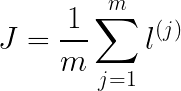 J = \frac{1}{m} \sum_{j=1}^{m} l^{(j)}